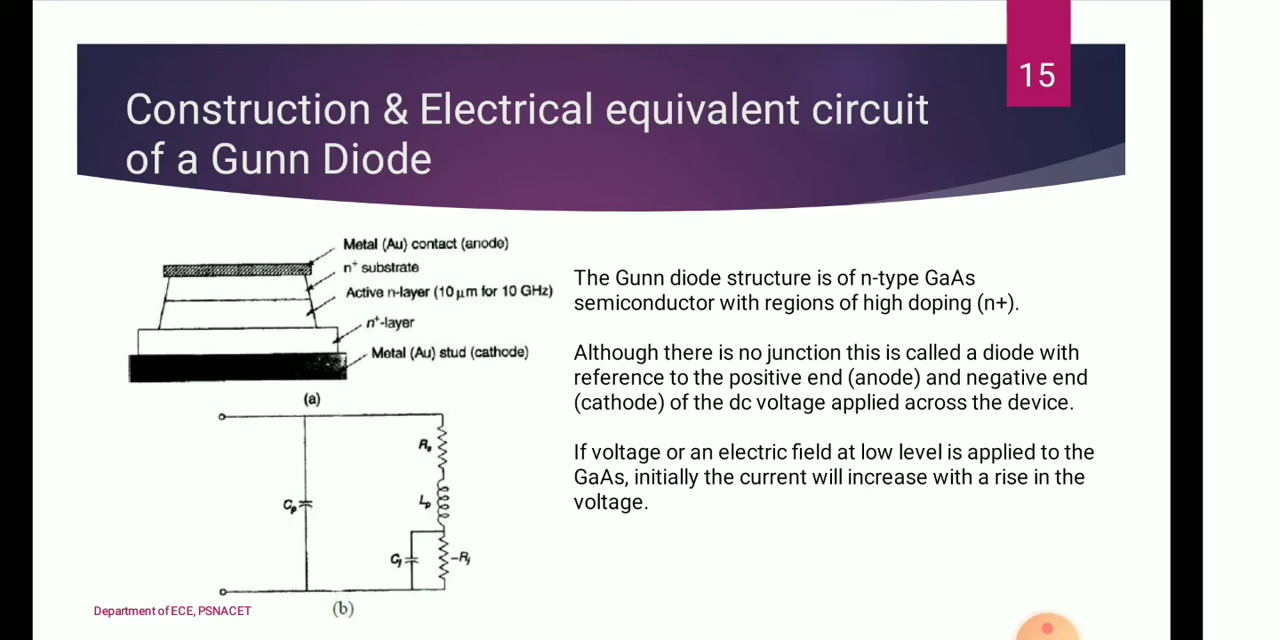 15
Construction & Electrical equivalent circuit
of a Gunn Diode
Metal (Au) contact (anode)
n⁺ substrate
Active n-layer (10 μm for 10 GHz)
n⁺-layer
Metal (Au) stud (cathode)
(a)
Rs
Cp
Lp
Cj
-Rj
(b)
The Gunn diode structure is of n-type GaAs
semiconductor with regions of high doping (n+).
Although there is no junction this is called a diode with
reference to the positive end (anode) and negative end
(cathode) of the dc voltage applied across the device.
If voltage or an electric field at low level is applied to the
GaAs, initially the current will increase with a rise in the
voltage.
Department of ECE, PSNACET